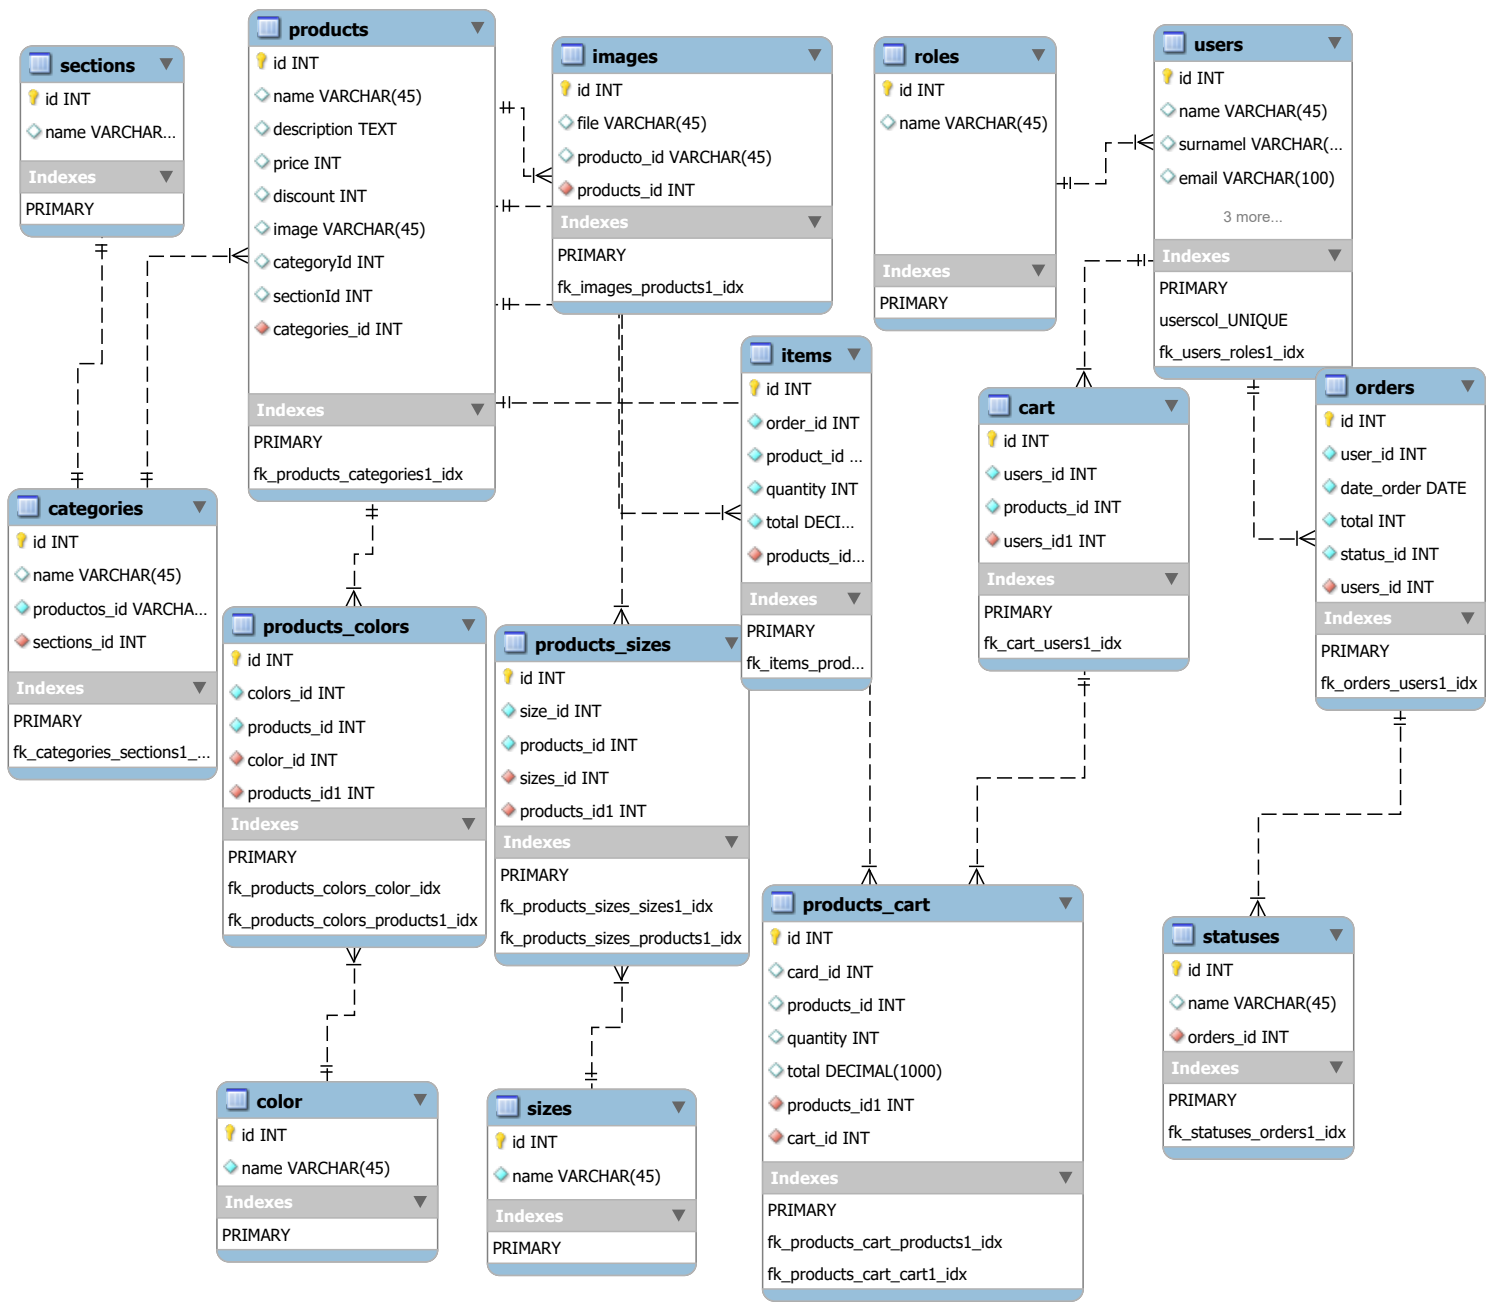 sections
id INT
name VARCHAR...
Indexes
PRIMARY
products
id INT
name VARCHAR(45)
description TEXT
price INT
discount INT
image VARCHAR(45)
categoryId INT
sectionId INT
categories_id INT
Indexes
PRIMARY
fk_products_categories1_idx
images
id INT
file VARCHAR(45)
producto_id VARCHAR(45)
products_id INT
Indexes
PRIMARY
fk_images_products1_idx
roles
id INT
name VARCHAR(45)
Indexes
PRIMARY
users
id INT
name VARCHAR(45)
surnamel VARCHAR(...
email VARCHAR(100)
3 more...
Indexes
PRIMARY
userscol_UNIQUE
fk_users_roles1_idx
items
id INT
order_id INT
product_id ...
quantity INT
total DECI...
products_id...
Indexes
PRIMARY
fk_items_prod...
cart
id INT
users_id INT
products_id INT
users_id1 INT
Indexes
PRIMARY
fk_cart_users1_idx
orders
id INT
user_id INT
date_order DATE
total INT
status_id INT
users_id INT
Indexes
PRIMARY
fk_orders_users1_idx
categories
id INT
name VARCHAR(45)
productos_id VARCHA...
sections_id INT
Indexes
PRIMARY
fk_categories_sections1_...
products_colors
id INT
colors_id INT
products_id INT
color_id INT
products_id1 INT
Indexes
PRIMARY
fk_products_colors_color_idx
fk_products_colors_products1_idx
products_sizes
id INT
size_id INT
products_id INT
sizes_id INT
products_id1 INT
Indexes
PRIMARY
fk_products_sizes_sizes1_idx
fk_products_sizes_products1_idx
products_cart
id INT
card_id INT
products_id INT
quantity INT
total DECIMAL(1000)
products_id1 INT
cart_id INT
Indexes
PRIMARY
fk_products_cart_products1_idx
fk_products_cart_cart1_idx
statuses
id INT
name VARCHAR(45)
orders_id INT
Indexes
PRIMARY
fk_statuses_orders1_idx
color
id INT
name VARCHAR(45)
Indexes
PRIMARY
sizes
id INT
name VARCHAR(45)
Indexes
PRIMARY